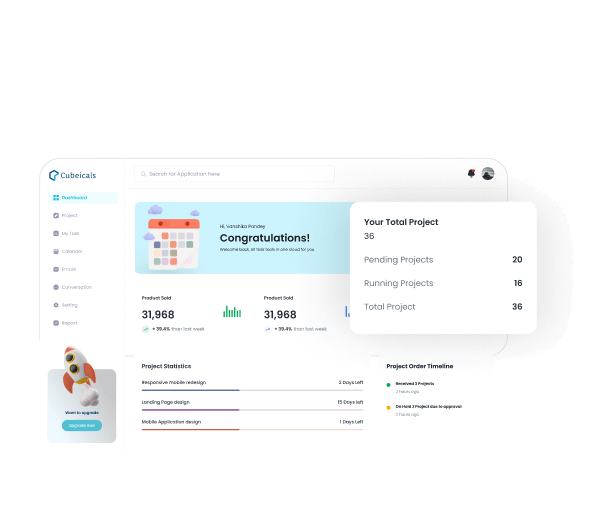 Cubeicals
Search for Application here
Dashboard
Project
My Task
Calendar
Emails
Conversation
Setting
Report
Want to upgrade
Upgrade now
Hi, Vanshika Pandey
Congratulations!
Welcome back, all task tools in one cloud for you.
Your Total Project
36
Pending Projects 20
Running Projects 16
Total Project 36
Product Sold
31,968
+ 39.4% than last week
Product Sold
31,968
+ 39.4% than last week
Project Statistics
Responsive mobile redesign 2 Days Left
Landing Page design 15 Days Left
Mobile Application design 1 Days Left
Project Order Timeline
Received 3 Projects
2 hours ago
On Hold 3 Project due to approval
2 hours ago